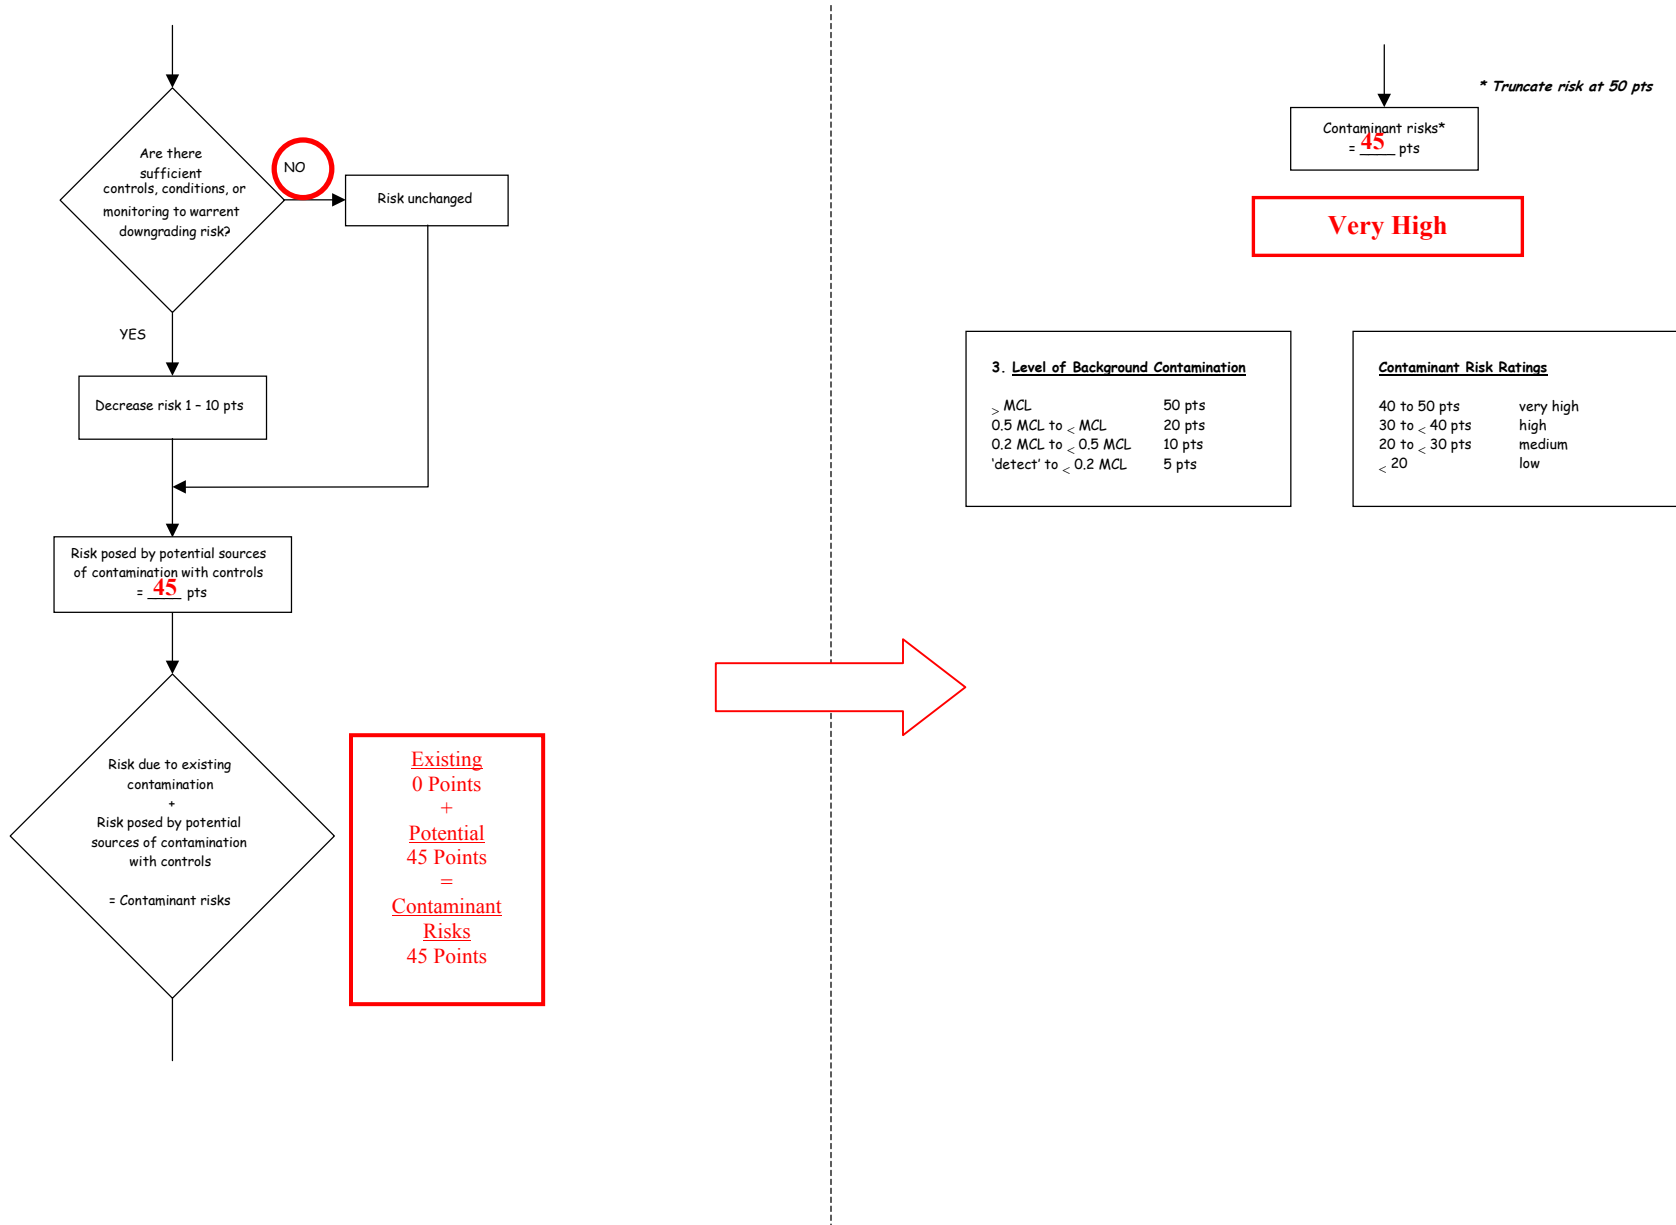 Are there
sufficient
controls, conditions, or
monitoring to warrent
downgrading risk?
NO
Risk unchanged
YES
Decrease risk 1 – 10 pts
Risk posed by potential sources
of contamination with controls
= 45 pts
Risk due to existing
contamination
+
Risk posed by potential
sources of contamination
with controls
= Contaminant risks
Existing
0 Points
+
Potential
45 Points
=
Contaminant
Risks
45 Points
* Truncate risk at 50 pts
Contaminant risks*
= 45 pts
Very High
3. Level of Background Contamination
> MCL 50 pts
0.5 MCL to < MCL 20 pts
0.2 MCL to < 0.5 MCL 10 pts
'detect' to < 0.2 MCL 5 pts
Contaminant Risk Ratings
40 to 50 pts very high
30 to < 40 pts high
20 to < 30 pts medium
< 20 low